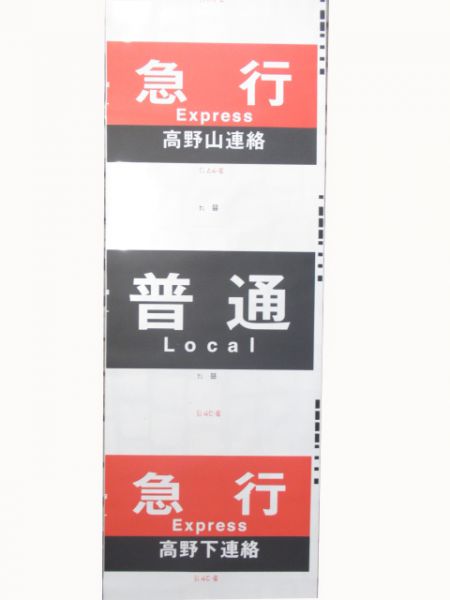 急行
Express
高野山連絡
普通
Local
急行
Express
高野下連絡